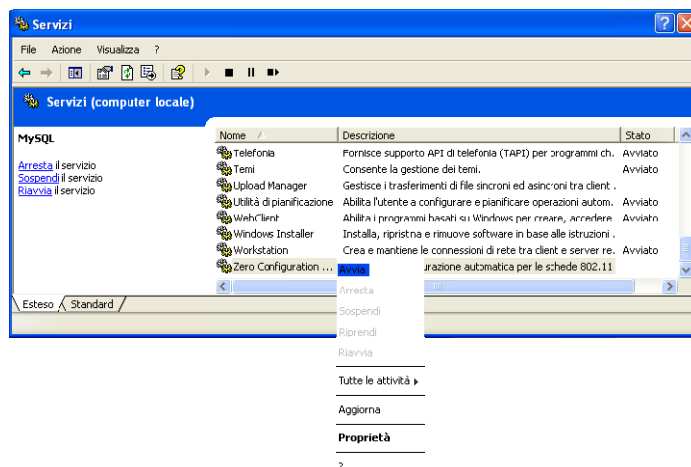 Servizi
File Azione Visualizza ?
Servizi (computer locale)
MySQL
Arresta il servizio
Sospendi il servizio
Riavvia il servizio
Nome Descrizione Stato
Telefonia Fornisce supporto API di telefonia (TAPI) per programmi ch. Avviato
Temi Consente la gestione dei temi. Avviato
Upload Manager Gestisce i trasferimenti di file sincroni ed asincroni tra client .
Utilità di pianificazione Abilita l'utente a configurare e pianificare operazioni autom. Avviato
WebClient Abilita i programmi basati su Windows per creare, accedere Avviato
Windows Installer Installa, ripristina e rimuove software in base alle istruzioni .
Workstation Crea e mantiene le connessioni di rete tra client e server re. Avviato
Zero Configuration ... urazione automatica per le schede 802.11
Avvia
Arresta
Sospendi
Riprendi
Riavvia
Tutte le attività
Aggiorna
Proprietà
?
Esteso Standard